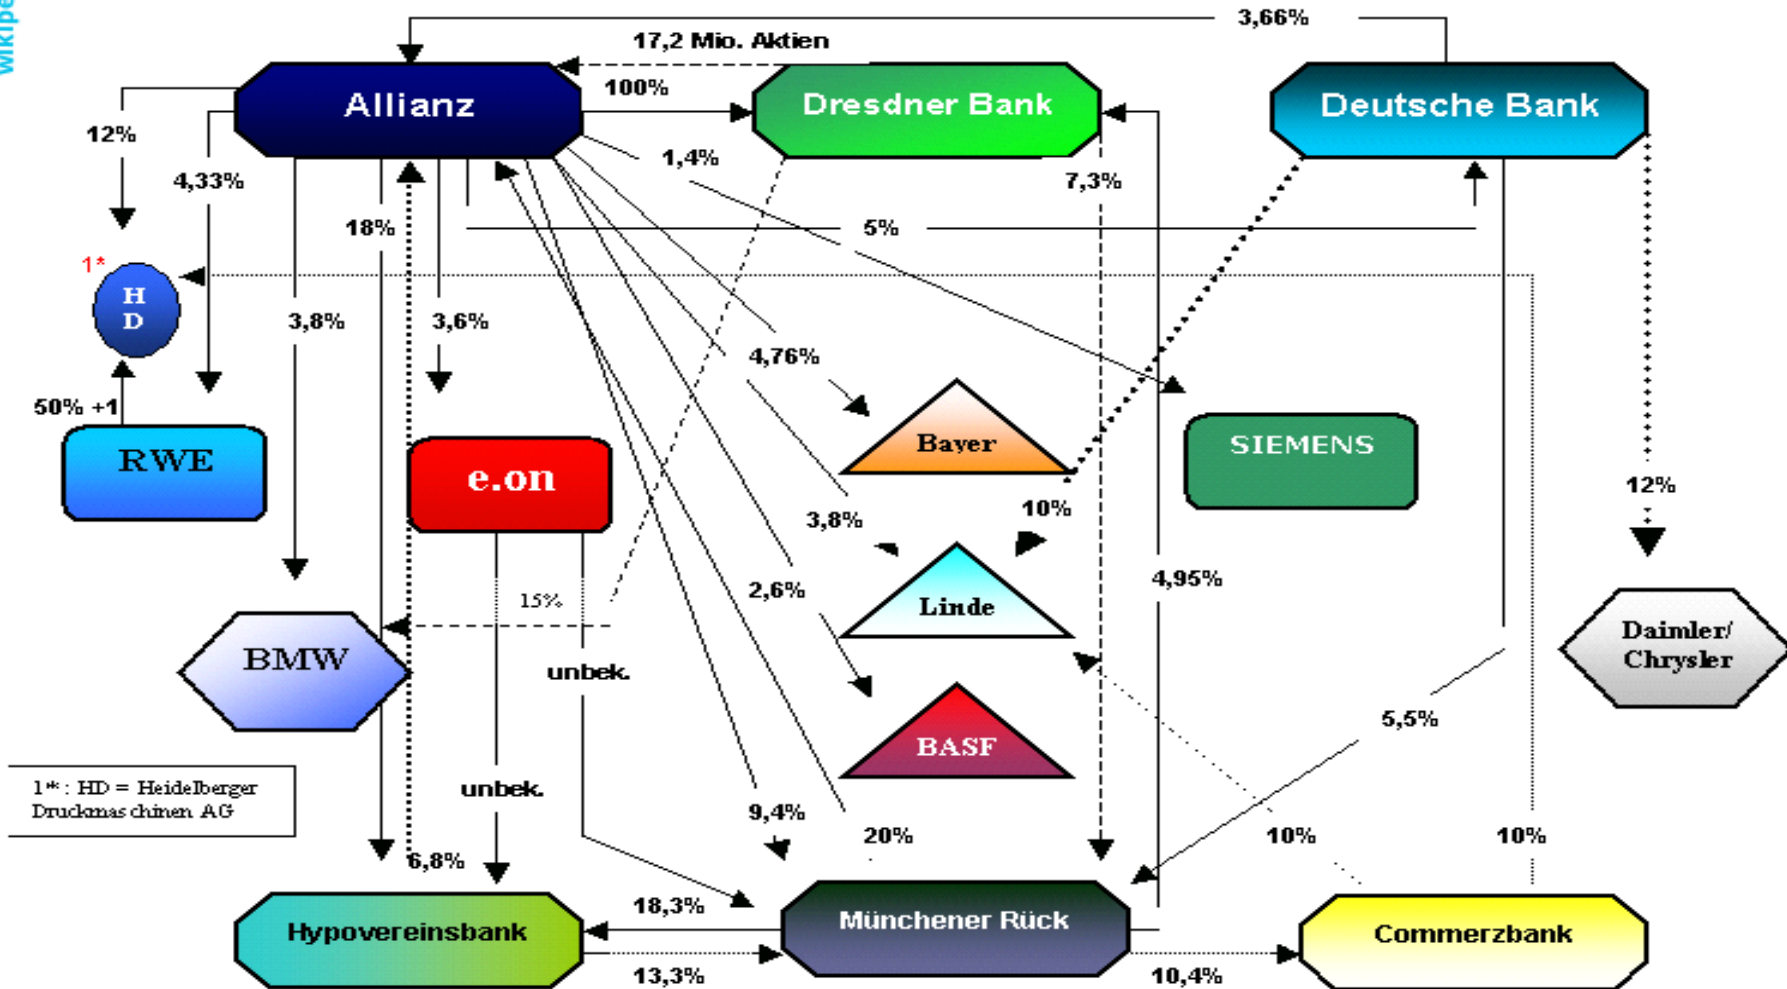 wikipe
3,66%
17,2 Mio. Aktien
100%
Allianz
Dresdner Bank
Deutsche Bank
12%
1,4%
4,33%
7,3%
18%
5%
1*
H
D
3,8%
3,6%
4,76%
50% +1
RWE
e.on
Bayer
SIEMENS
12%
3,8%
10%
4,95%
2,6%
15%
Linde
Daimler/
Chrysler
BMW
unbek.
5,5%
BASF
1* : HD = Heidelberger
Druckmaschinen AG
unbek.
9,4%
20%
10%
10%
6,8%
18,3%
Hypovereinsbank
Münchener Rück
Commerzbank
13,3%
10,4%